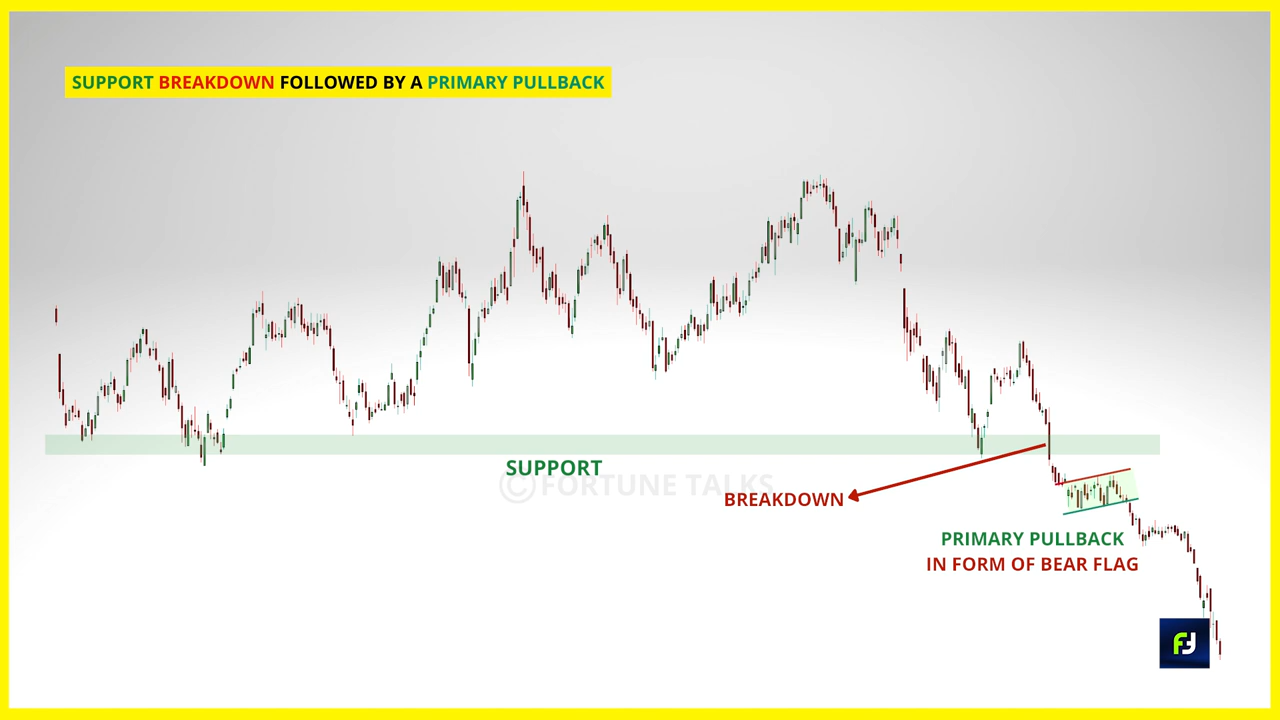 SUPPORT BREAKDOWN FOLLOWED BY A PRIMARY PULLBACK
SUPPORT
© FORTUNE TALKS
BREAKDOWN
PRIMARY PULLBACK
IN FORM OF BEAR FLAG